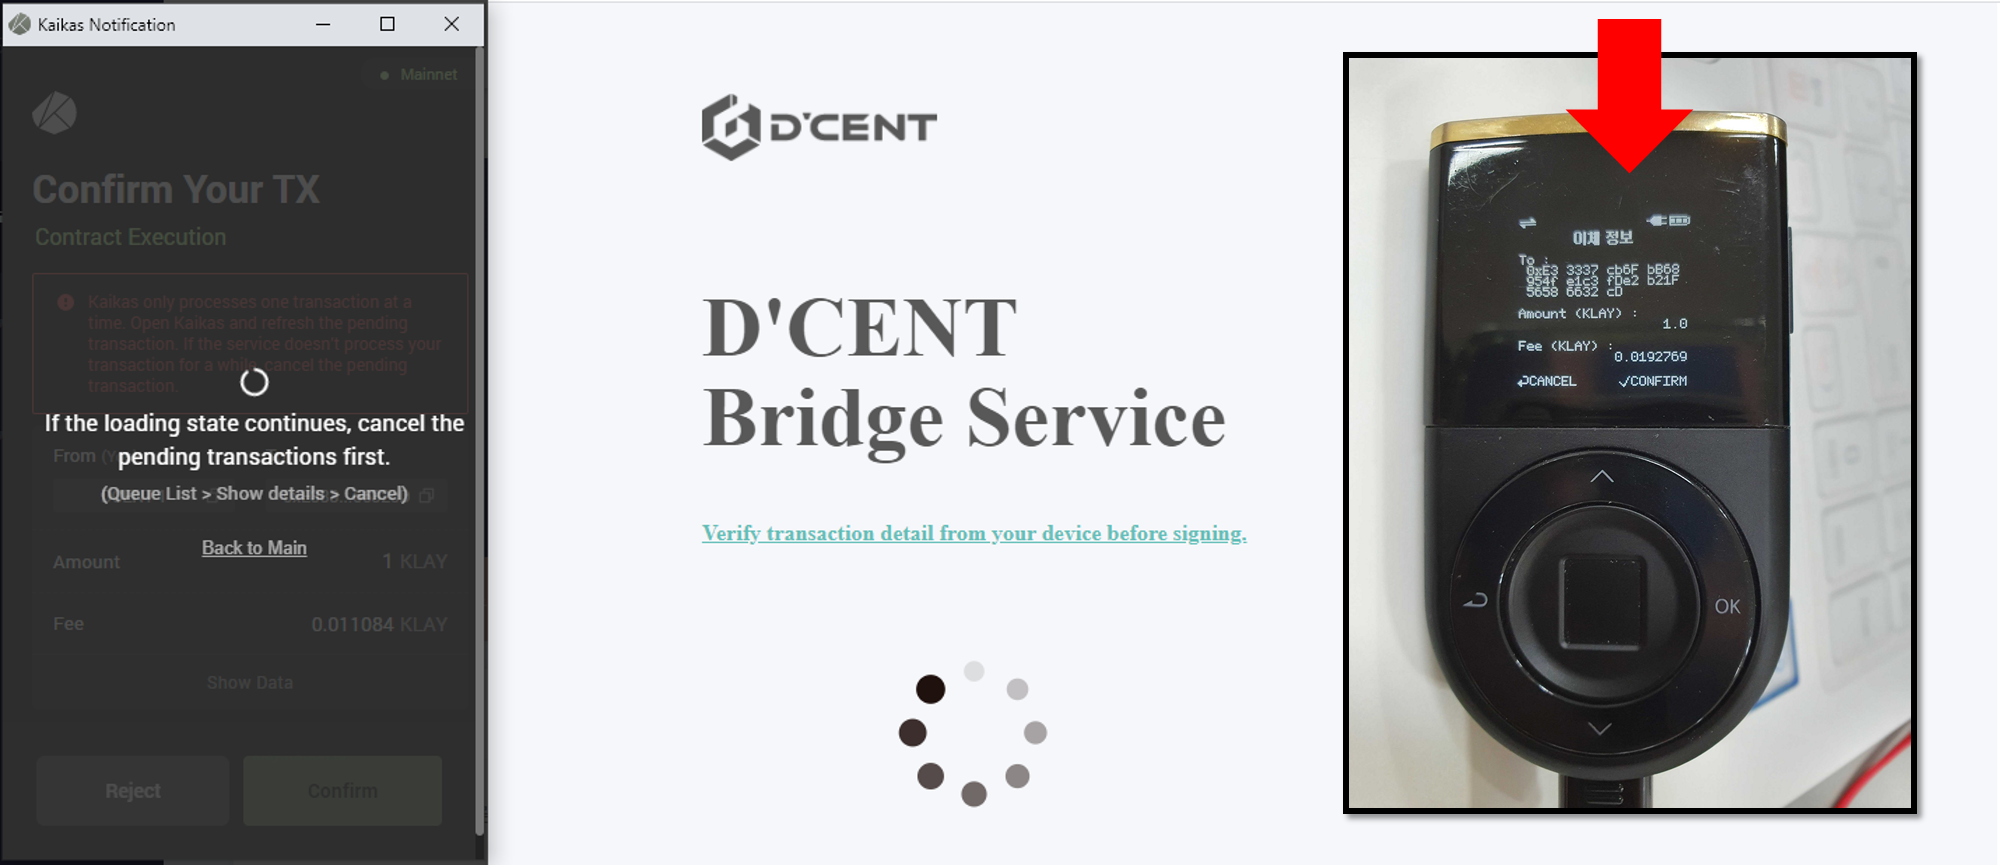 Kaikas Notification
Mainnet
Confirm Your TX
Contract Execution
Kaikas only processes one transaction at a
time. Open Kaikas and refresh the pending
transaction. If the service doesn't process your
transaction for a while, cancel the pending
transaction.
If the loading state continues, cancel the
pending transactions first.
From
(Queue List > Show details > Cancel)
Back to Main
Amount 1 KLAY
Fee 0.011084 KLAY
Show Data
Reject Confirm
D'CENT
D'CENT
Bridge Service
Verify transaction detail from your device before signing.
이체 정보
To :
0xE3 3337 cb6F bB68
954f e1c3 fDe2 b21F
5658 6632 cD
Amount (KLAY) :
1.0
Fee (KLAY) :
0.0192769
CANCEL CONFIRM
OK